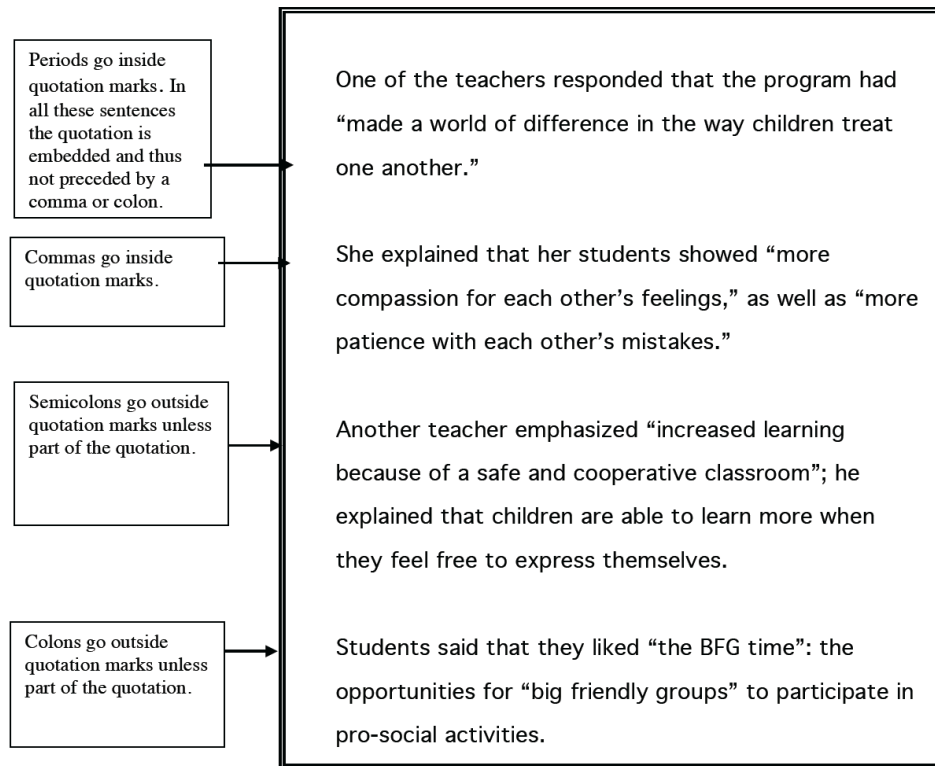 Periods go inside
quotation marks. In
all these sentences
the quotation is
embedded and thus
not preceded by a
comma or colon.
One of the teachers responded that the program had
“made a world of difference in the way children treat
one another.”
Commas go inside
quotation marks.
She explained that her students showed “more
compassion for each other’s feelings,” as well as “more
patience with each other’s mistakes.”
Semicolons go outside
quotation marks unless
part of the quotation.
Another teacher emphasized “increased learning
because of a safe and cooperative classroom”; he
explained that children are able to learn more when
they feel free to express themselves.
Colons go outside
quotation marks unless
part of the quotation.
Students said that they liked “the BFG time”: the
opportunities for “big friendly groups” to participate in
pro-social activities.